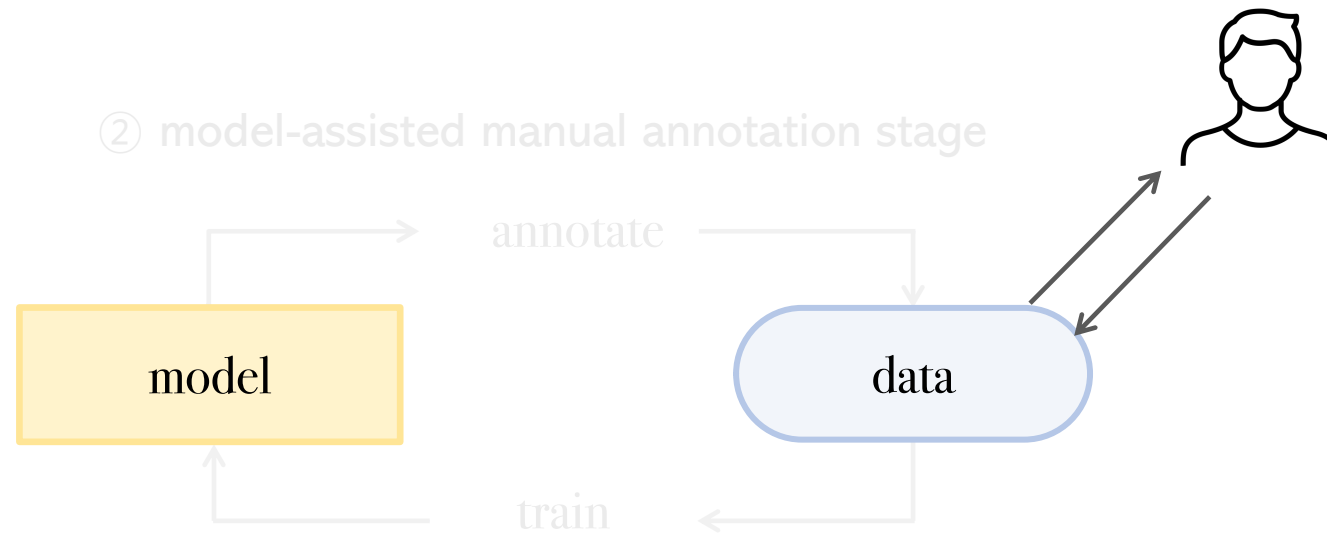 ② model-assisted manual annotation stage
annotate
model
data
train